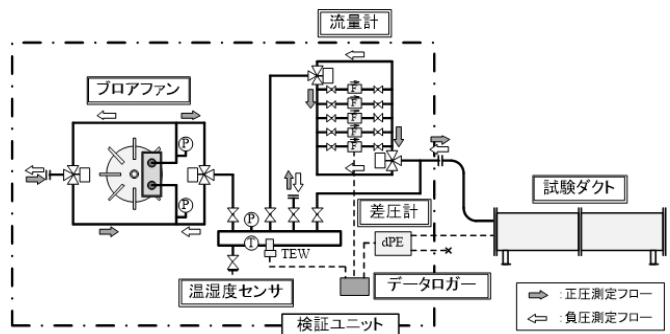 流量計
ブロアファン
P
F
F
F
F
F
P
試験ダクト
差圧計
P
T
TEW
dPE
温湿度センサ
データロガー
検証ユニット
:正圧測定フロー
:負圧測定フロー